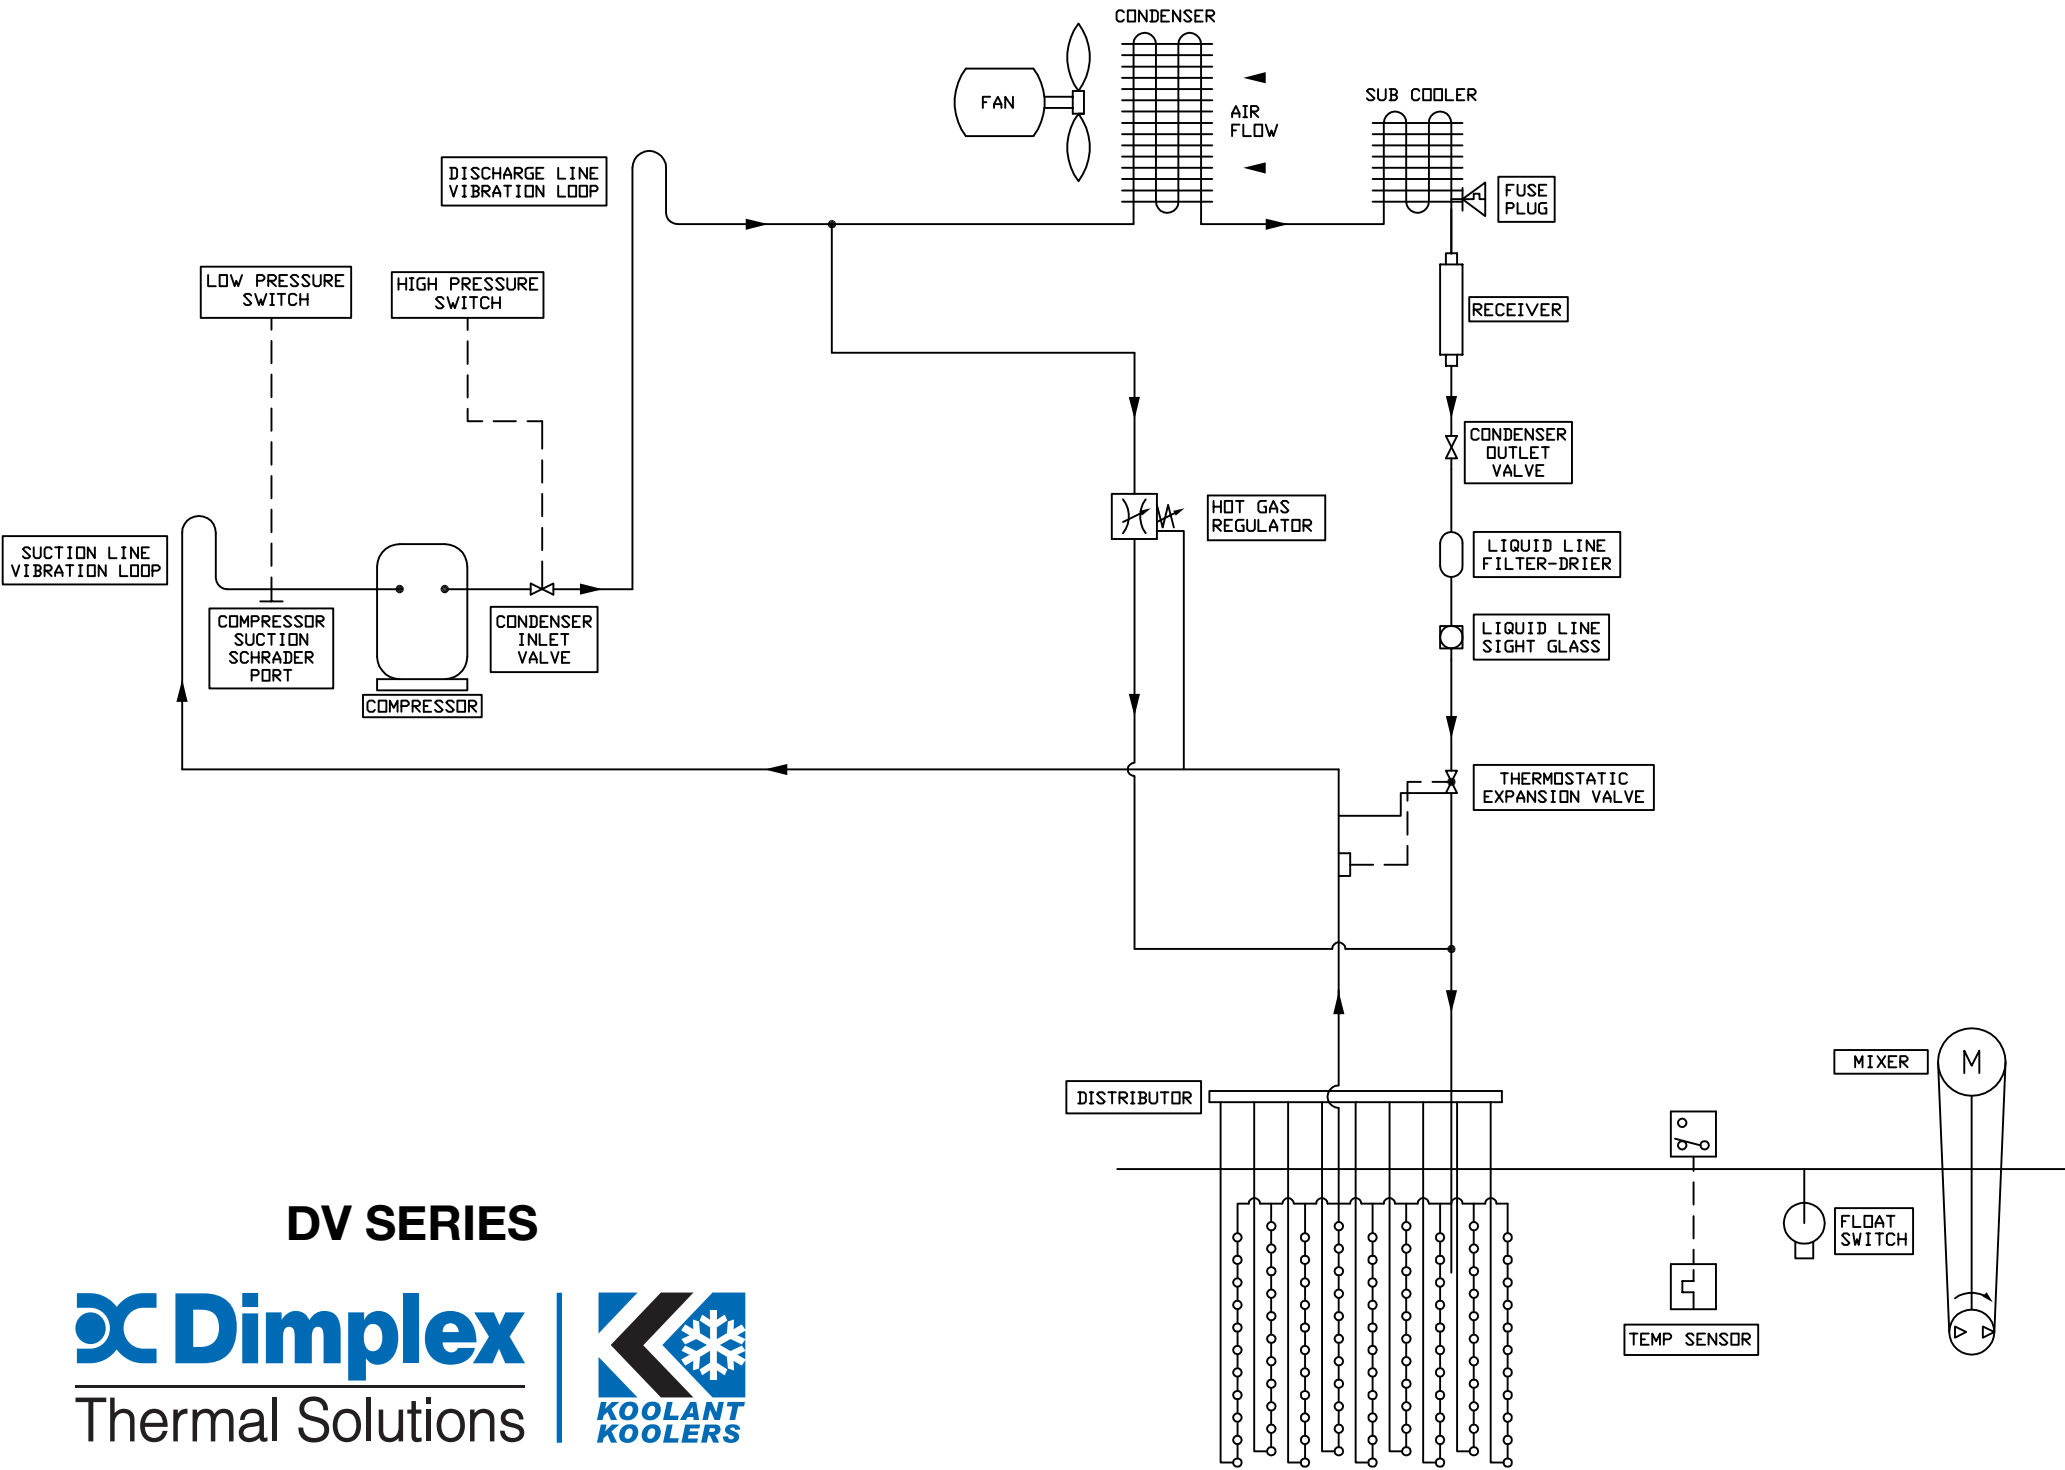 CONDENSER
FAN
AIR
FLOW
SUB COOLER
DISCHARGE LINE
VIBRATION LOOP
FUSE
PLUG
LOW PRESSURE
SWITCH
HIGH PRESSURE
SWITCH
RECEIVER
CONDENSER
OUTLET
VALVE
HOT GAS
REGULATOR
SUCTION LINE
VIBRATION LOOP
LIQUID LINE
FILTER-DRIER
COMPRESSOR
SUCTION
SCHRADER
PORT
CONDENSER
INLET
VALVE
LIQUID LINE
SIGHT GLASS
COMPRESSOR
THERMOSTATIC
EXPANSION VALVE
MIXER
M
DISTRIBUTOR
FLOAT
SWITCH
TEMP SENSOR
DV SERIES
Dimplex
Thermal Solutions
KOOLANT
KOOLERS